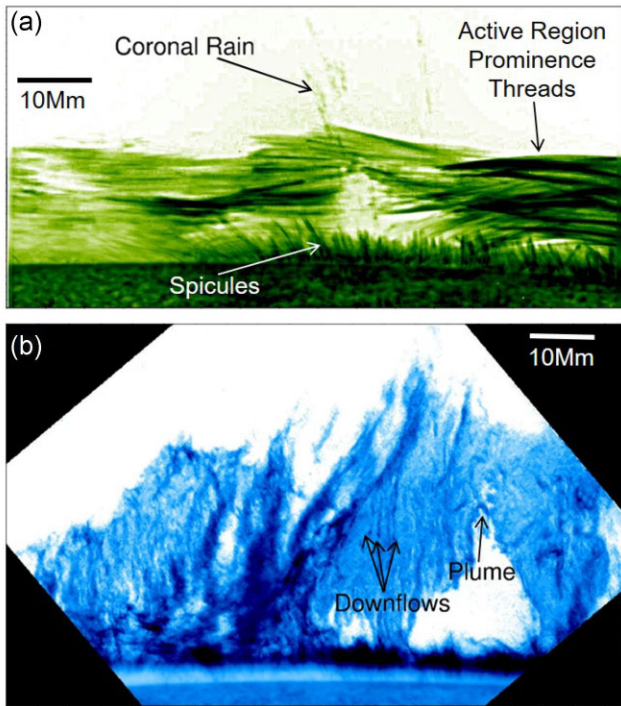 (a)
Coronal Rain
Active Region
Prominence
Threads
10Mm
Spicules
(b)
10Mm
Plume
Downflows